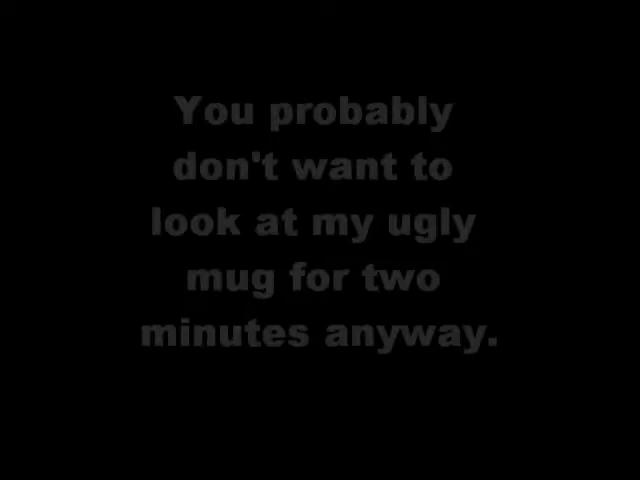 You probably
don't want to
look at my ugly
mug for two
minutes anyway.